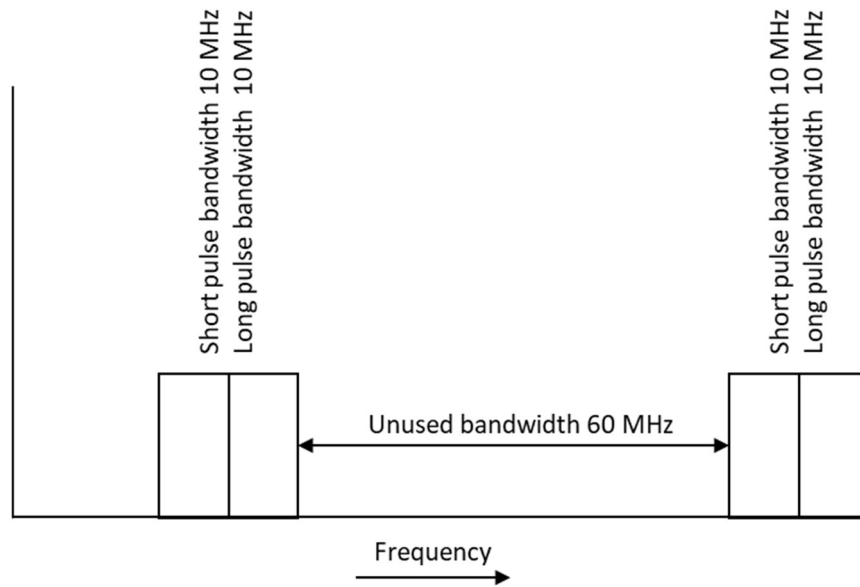 Short pulse bandwidth 10 MHz
Long pulse bandwidth 10 MHz
Short pulse bandwidth 10 MHz
Long pulse bandwidth 10 MHz
Unused bandwidth 60 MHz
Frequency